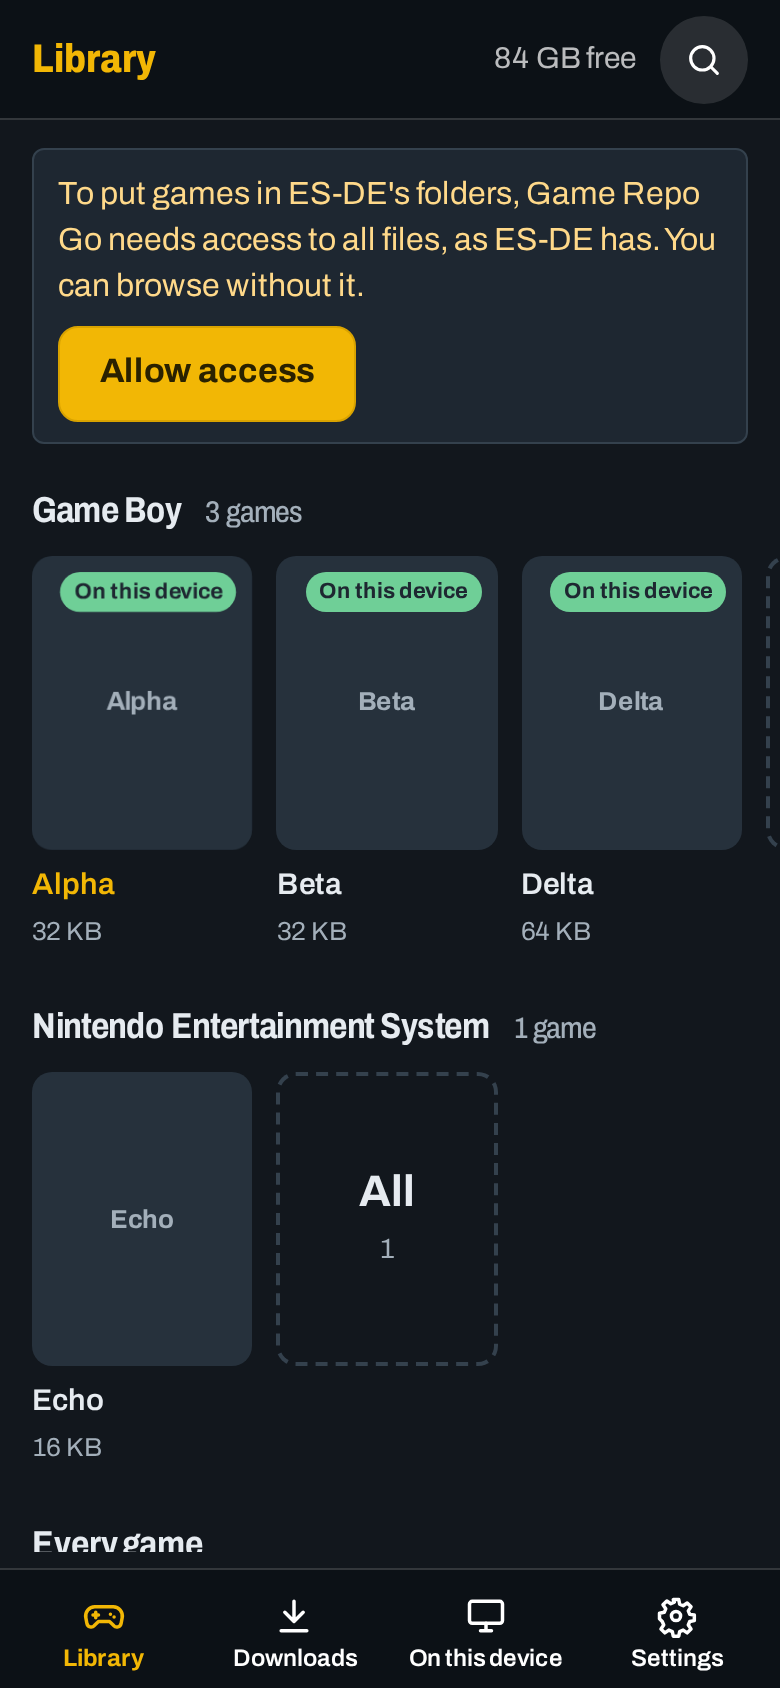 Library
84 GB free
To put games in ES-DE's folders, Game Repo
Go needs access to all files, as ES-DE has. You
can browse without it.
Allow access
Game Boy 3 games
On this device
On this device
On this device
Alpha
Beta
Delta
Alpha
Beta
Delta
32 KB
32 KB
64 KB
Nintendo Entertainment System 1 game
Echo
All
1
Echo
16 KB
Every game
Library
Downloads
On this device
Settings